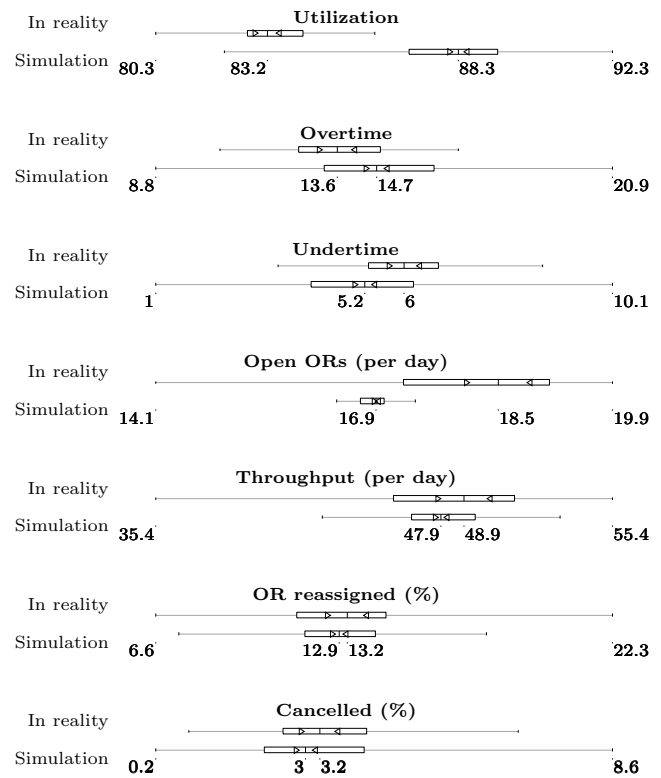 Utilization
In reality
Simulation
80.3 83.2 88.3 92.3
Overtime
In reality
Simulation
8.8 13.6 14.7 20.9
Undertime
In reality
Simulation
1 5.2 6 10.1
Open ORs (per day)
In reality
Simulation
14.1 16.9 18.5 19.9
Throughput (per day)
In reality
Simulation
35.4 47.9 48.9 55.4
OR reassigned (%)
In reality
Simulation
6.6 12.9 13.2 22.3
Cancelled (%)
In reality
Simulation
0.2 3 3.2 8.6